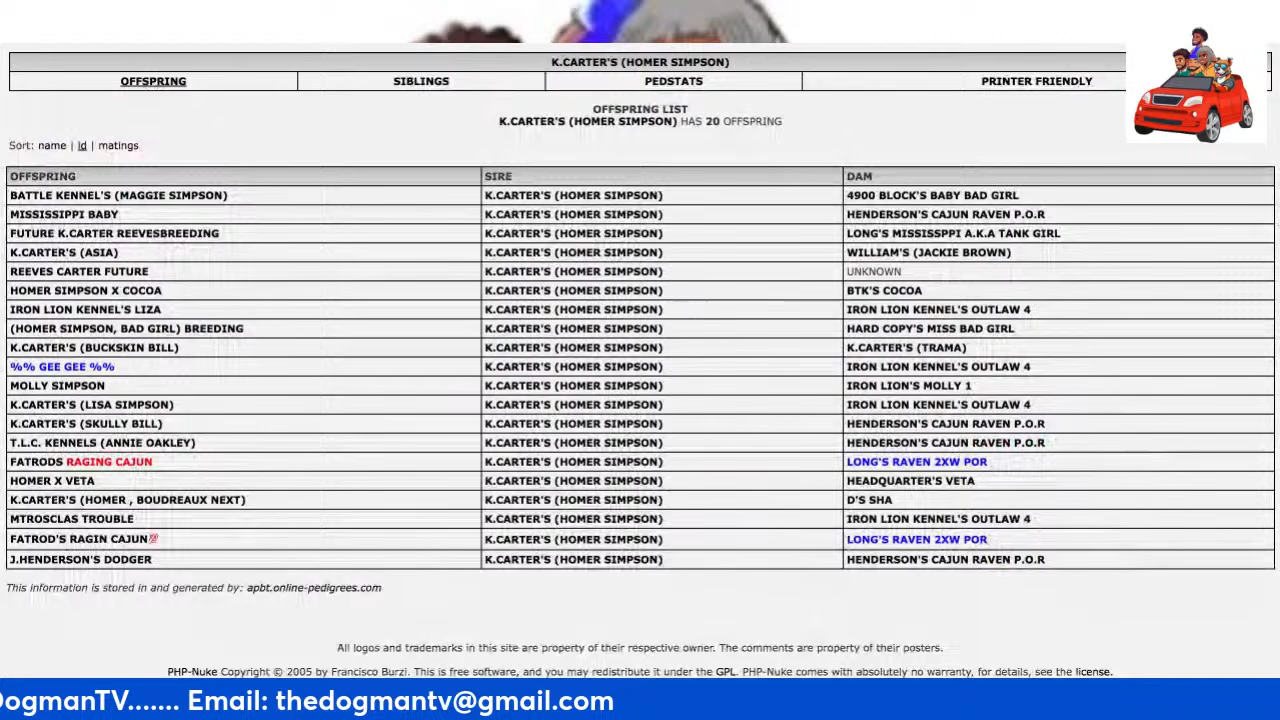 K.CARTER'S (HOMER SIMPSON)
OFFSPRING SIBLINGS PEDSTATS PRINTER FRIENDLY
OFFSPRING LIST
K.CARTER'S (HOMER SIMPSON) HAS 20 OFFSPRING
Sort: name | id | matings
OFFSPRING SIRE DAM
BATTLE KENNEL'S (MAGGIE SIMPSON) K.CARTER'S (HOMER SIMPSON) 4900 BLOCK'S BABY BAD GIRL
MISSISSIPPI BABY K.CARTER'S (HOMER SIMPSON) HENDERSON'S CAJUN RAVEN P.O.R
FUTURE K.CARTER REEVESBREEDING K.CARTER'S (HOMER SIMPSON) LONG'S MISSISSPPI A.K.A TANK GIRL
K.CARTER'S (ASIA) K.CARTER'S (HOMER SIMPSON) WILLIAM'S (JACKIE BROWN)
REEVES CARTER FUTURE K.CARTER'S (HOMER SIMPSON) UNKNOWN
HOMER SIMPSON X COCOA K.CARTER'S (HOMER SIMPSON) BTK'S COCOA
IRON LION KENNEL'S LIZA K.CARTER'S (HOMER SIMPSON) IRON LION KENNEL'S OUTLAW 4
(HOMER SIMPSON, BAD GIRL) BREEDING K.CARTER'S (HOMER SIMPSON) HARD COPY'S MISS BAD GIRL
K.CARTER'S (BUCKSKIN BILL) K.CARTER'S (HOMER SIMPSON) K.CARTER'S (TRAMA)
%% GEE GEE %% K.CARTER'S (HOMER SIMPSON) IRON LION KENNEL'S OUTLAW 4
MOLLY SIMPSON K.CARTER'S (HOMER SIMPSON) IRON LION'S MOLLY 1
K.CARTER'S (LISA SIMPSON) K.CARTER'S (HOMER SIMPSON) IRON LION KENNEL'S OUTLAW 4
K.CARTER'S (SKULLY BILL) K.CARTER'S (HOMER SIMPSON) HENDERSON'S CAJUN RAVEN P.O.R
T.L.C. KENNELS (ANNIE OAKLEY) K.CARTER'S (HOMER SIMPSON) HENDERSON'S CAJUN RAVEN P.O.R
FATRODS RAGING CAJUN K.CARTER'S (HOMER SIMPSON) LONG'S RAVEN 2XW POR
HOMER X VETA K.CARTER'S (HOMER SIMPSON) HEADQUARTER'S VETA
K.CARTER'S (HOMER , BOUDREAUX NEXT) K.CARTER'S (HOMER SIMPSON) D'S SHA
MTROSCLAS TROUBLE K.CARTER'S (HOMER SIMPSON) IRON LION KENNEL'S OUTLAW 4
FATROD'S RAGIN CAJUN💯 K.CARTER'S (HOMER SIMPSON) LONG'S RAVEN 2XW POR
J.HENDERSON'S DODGER K.CARTER'S (HOMER SIMPSON) HENDERSON'S CAJUN RAVEN P.O.R
This information is stored in and generated by: apbt.online-pedigrees.com
All logos and trademarks in this site are property of their respective owner. The comments are property of their posters.
PHP-Nuke Copyright © 2005 by Francisco Burzi. This is free software, and you may redistribute it under the GPL. PHP-Nuke comes with absolutely no warranty, for details, see the license.
DogmanTV....... Email: thedogmantv@gmail.com